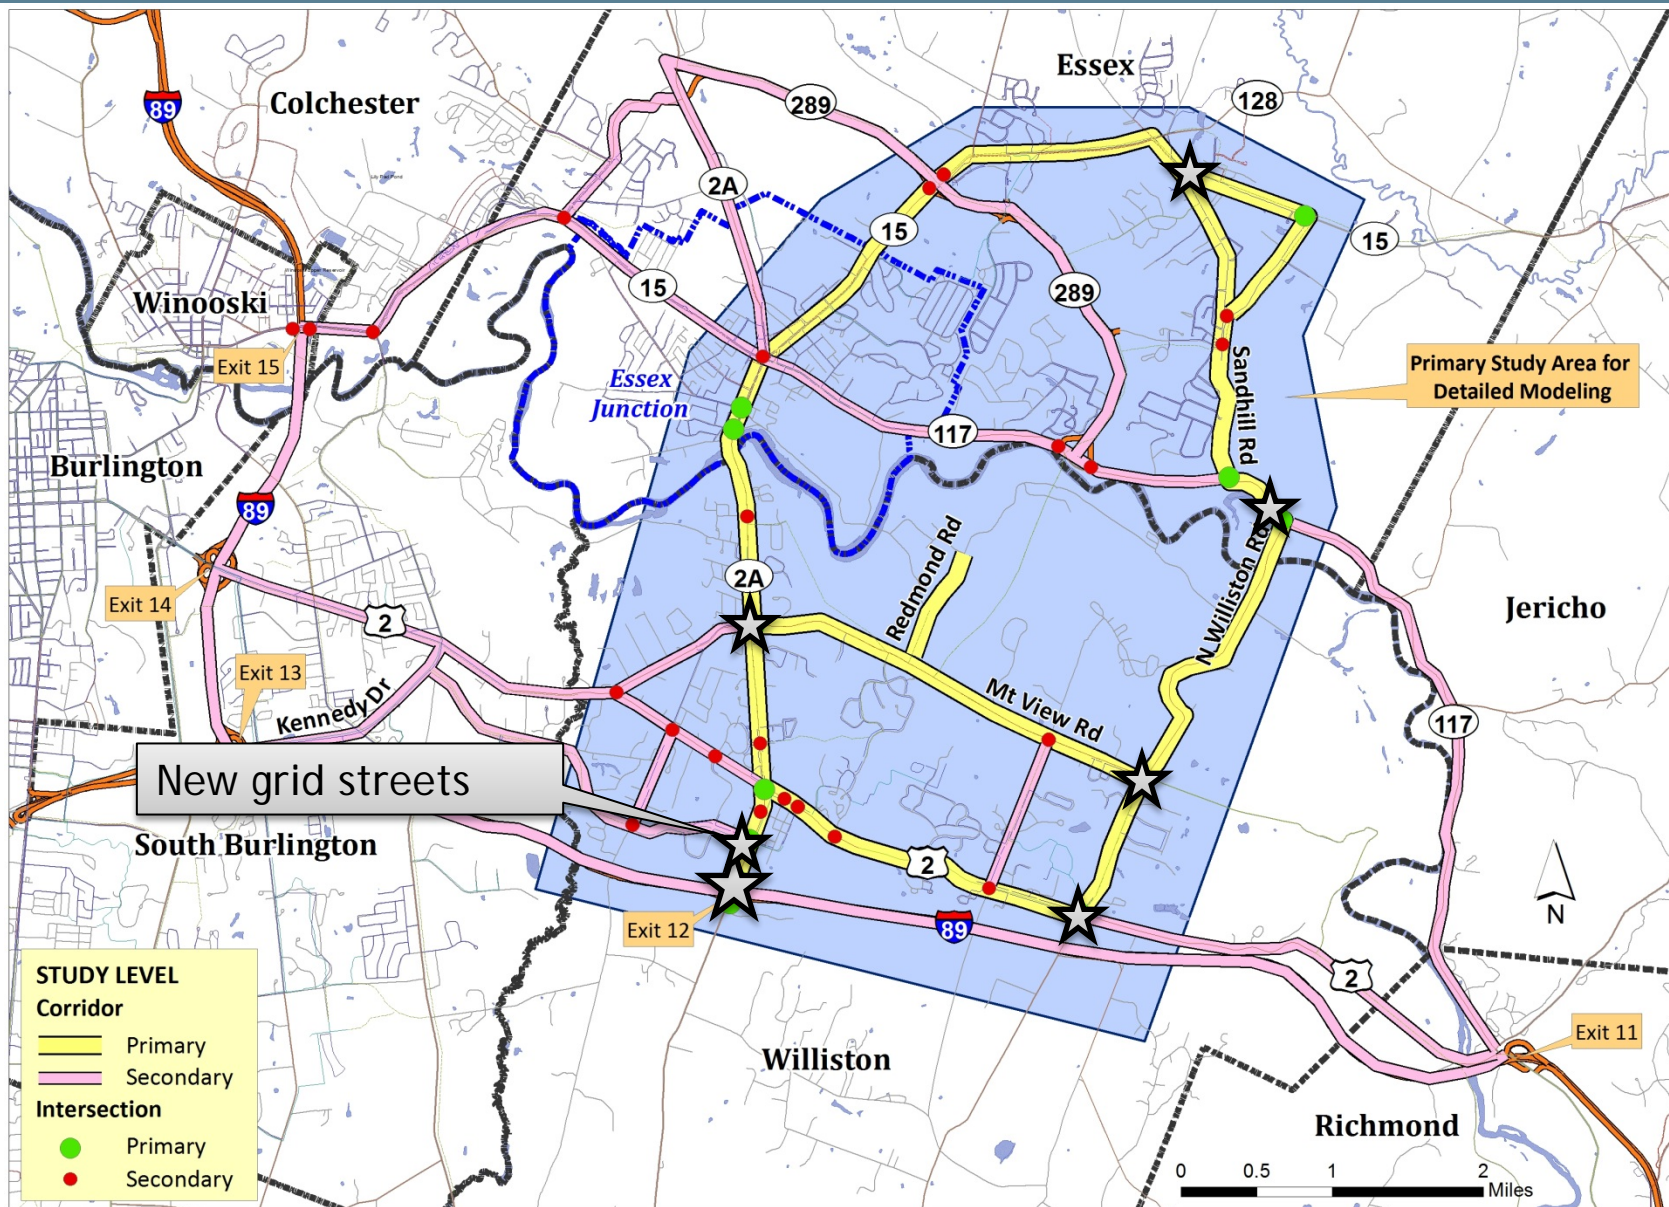 Essex
Colchester
89
289
128
2A
15
15
Winooski
15
289
Exit 15
Sandhill Rd
Primary Study Area for
Detailed Modeling
Essex
Junction
117
Burlington
89
N Williston Rd
Redmond Rd
2A
Exit 14
2
Jericho
Exit 13
Kennedy Dr
Mt View Rd
117
New grid streets
South Burlington
2
Exit 12
89
2
N
STUDY LEVEL
Corridor
Primary
Secondary
Intersection
Primary
Secondary
Williston
Exit 11
Richmond
0 0.5 1 2
Miles